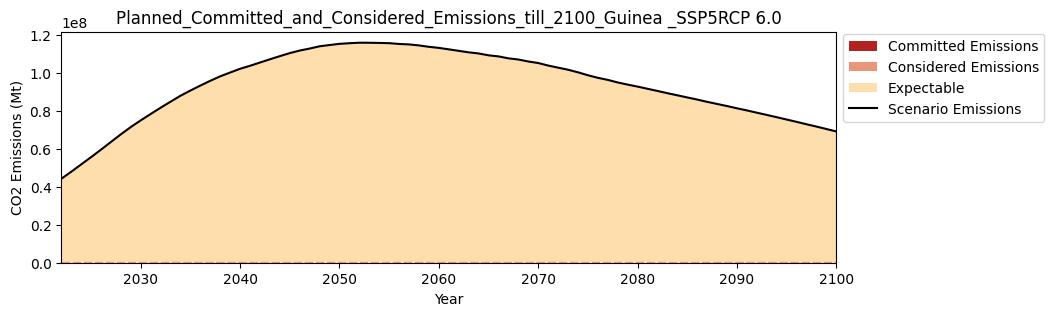 Planned_Committed_and_Considered_Emissions_till_2100_Guinea _SSP5RCP 6.0
1e8
1.2
1.0
0.8
0.6
0.4
0.2
0.0
CO2 Emissions (Mt)
2030 2040 2050 2060 2070 2080 2090 2100
Year
Committed Emissions
Considered Emissions
Expectable
Scenario Emissions